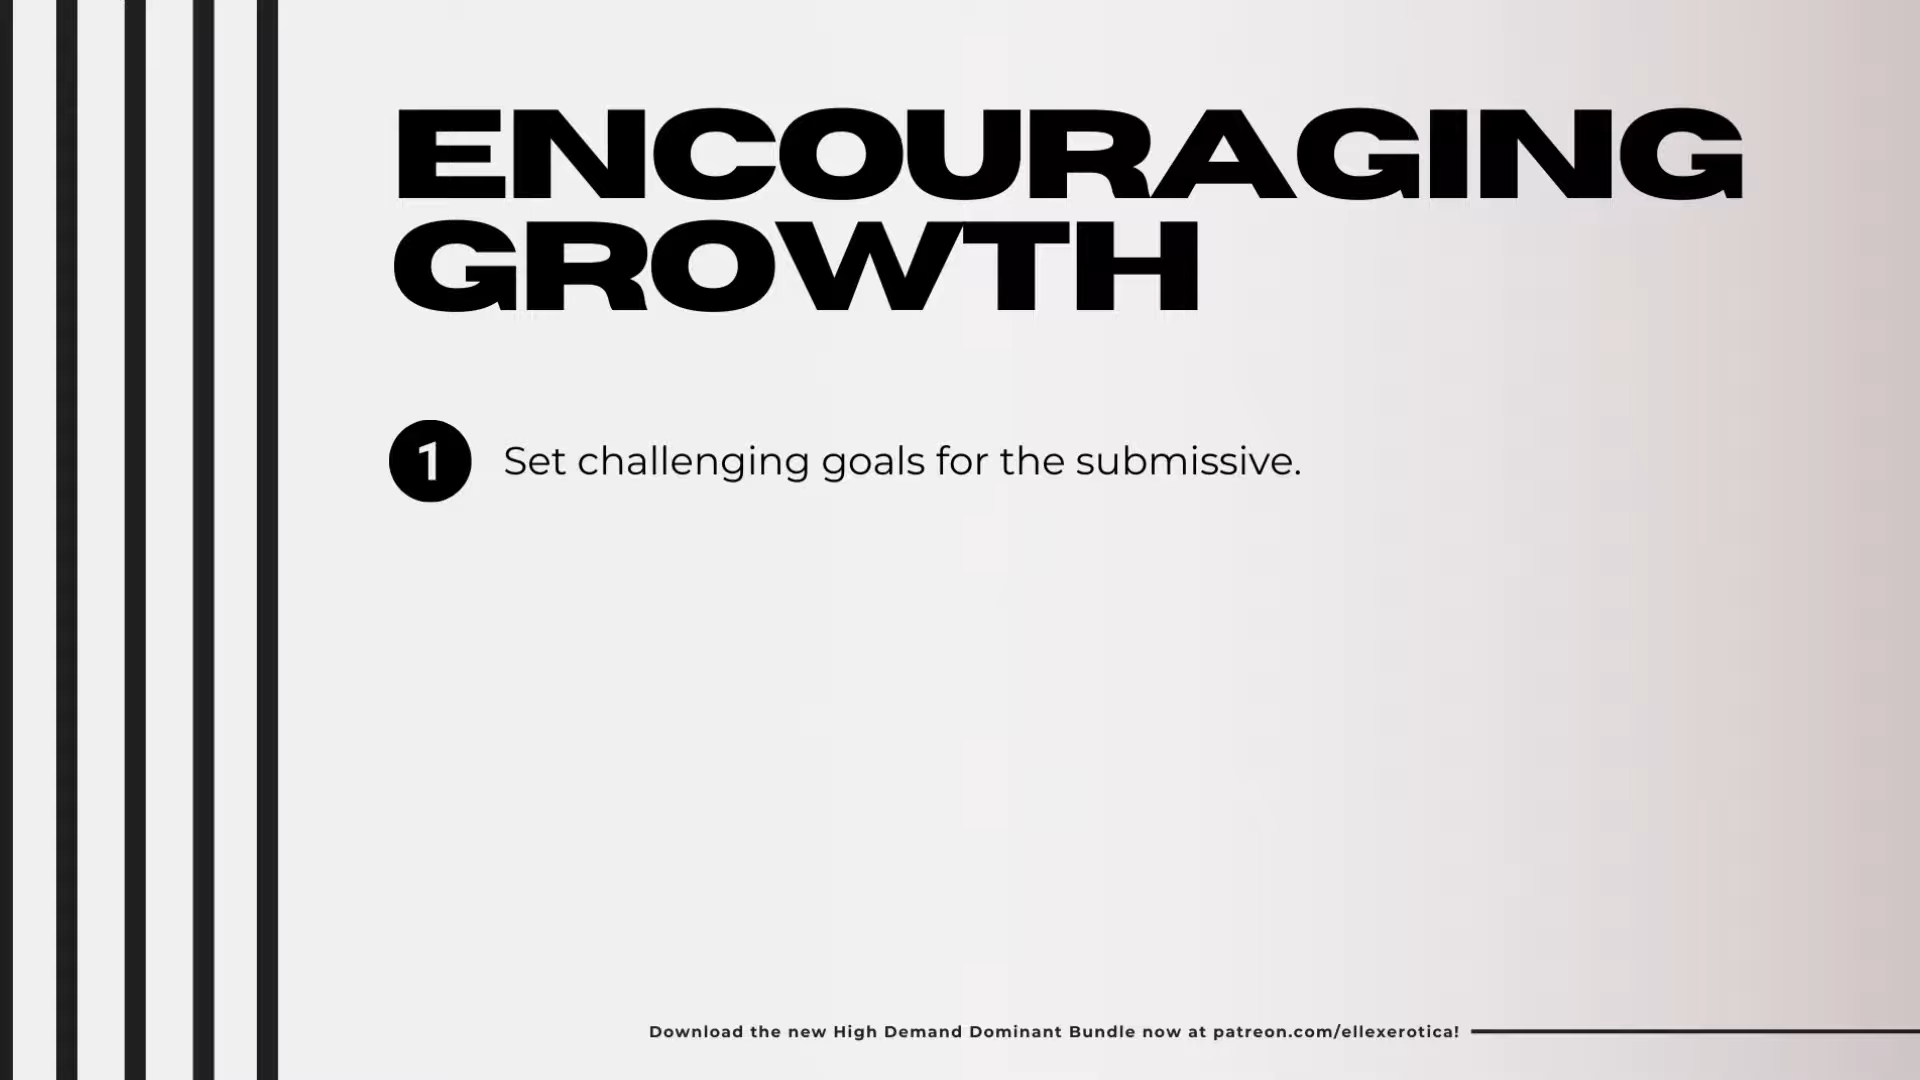 ENCOURAGING
GROWTH
1 Set challenging goals for the submissive.
Download the new High Demand Dominant Bundle now at patreon.com/ellexerotica!